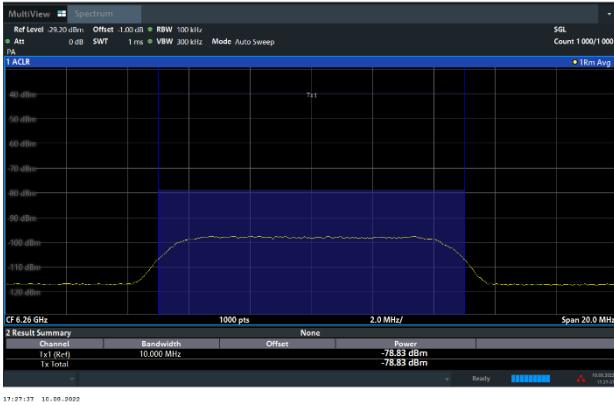 MultiView Spectrum
Ref Level -29.20 dBm Offset -1.00 dB RBW 100 kHz SGL
Att 0 dB SWT 1 ms VBW 300 kHz Mode Auto Sweep Count 1000/1000
PA
1 ACLR 1Rm Avg
-40 dBm
Tx1
-50 dBm
-60 dBm
-70 dBm
-80 dBm
-90 dBm
-100 dBm
-110 dBm
-120 dBm
CF 6.26 GHz 1000 pts 2.0 MHz/ Span 20.0 MHz
2 Result Summary None
Channel Bandwidth Offset Power
Tx1 (Ref) 10.000 MHz -78.83 dBm
Tx Total -78.83 dBm
Ready
17:27:37 10.08.2022